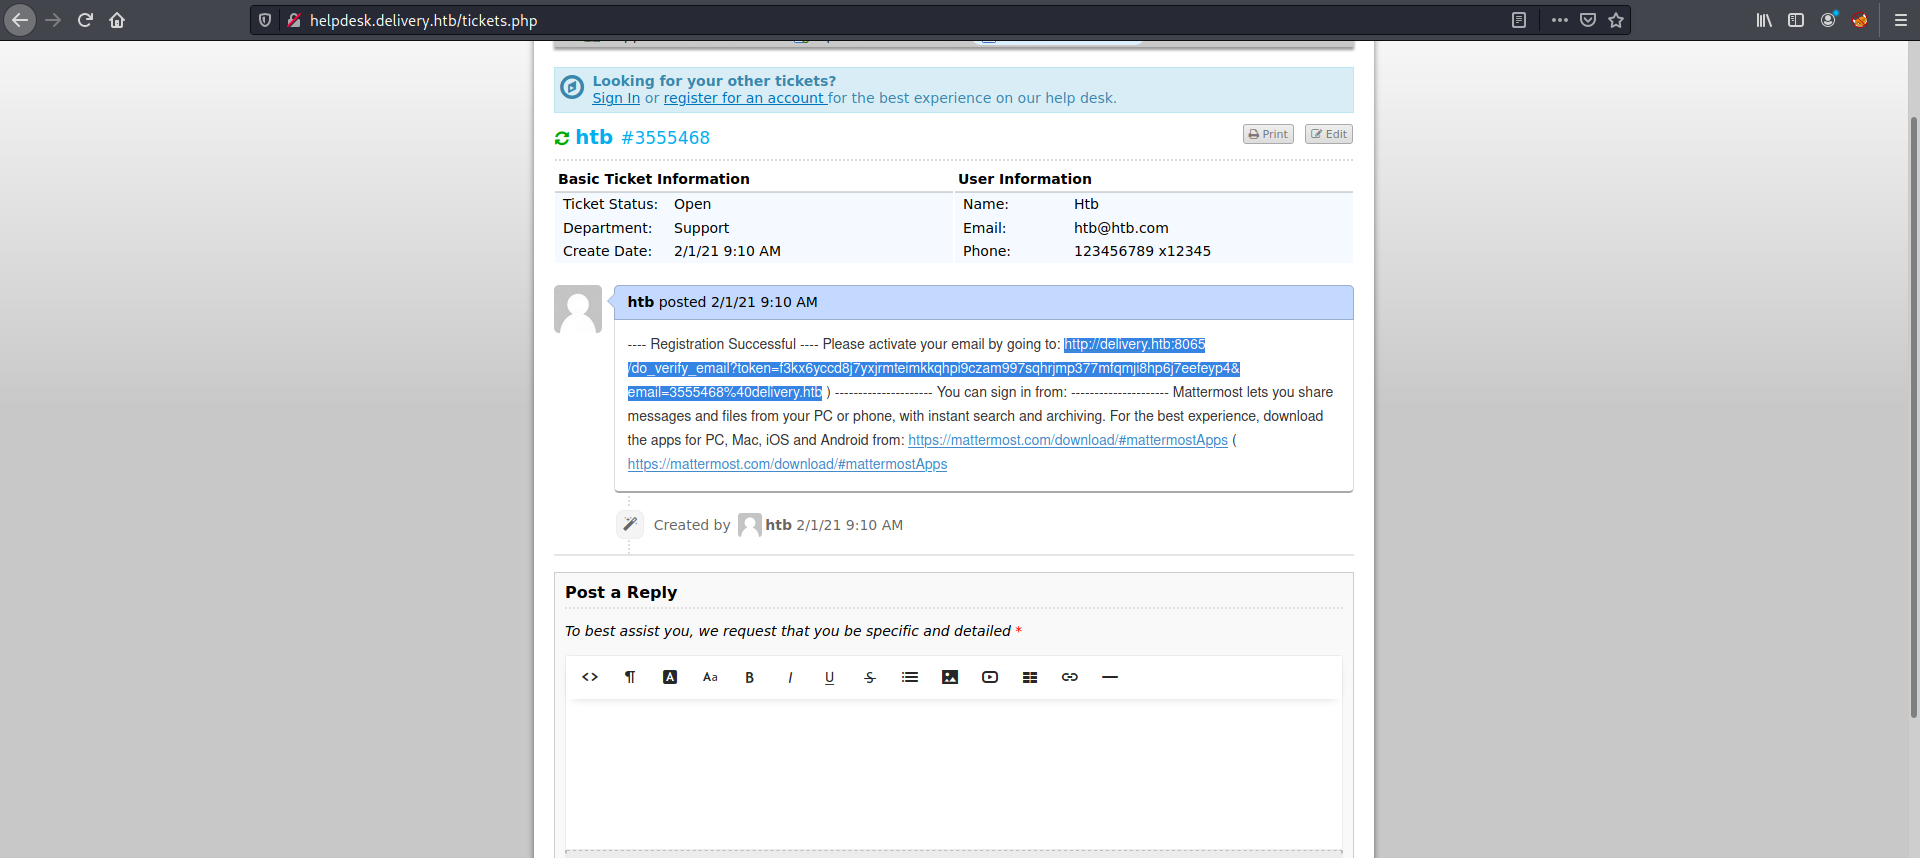 helpdesk.delivery.htb/tickets.php
Looking for your other tickets?
Sign In or register for an account for the best experience on our help desk.
htb #3555468
Print
Edit
Basic Ticket Information
User Information
Ticket Status: Open
Name: Htb
Department: Support
Email: htb@htb.com
Create Date: 2/1/21 9:10 AM
Phone: 123456789 x12345
htb posted 2/1/21 9:10 AM
---- Registration Successful ---- Please activate your email by going to: http://delivery.htb:8065
/do_verify_email?token=f3kx6yccd8j7yxjrmteimkkqhpi9czam997sqhrjmp377mfqmji8hp6j7eefeyp4&
email=3555468%40delivery.htb ) --------------------- You can sign in from: --------------------- Mattermost lets you share
messages and files from your PC or phone, with instant search and archiving. For the best experience, download
the apps for PC, Mac, iOS and Android from: https://mattermost.com/download/#mattermostApps (
https://mattermost.com/download/#mattermostApps
Created by htb 2/1/21 9:10 AM
Post a Reply
To best assist you, we request that you be specific and detailed *